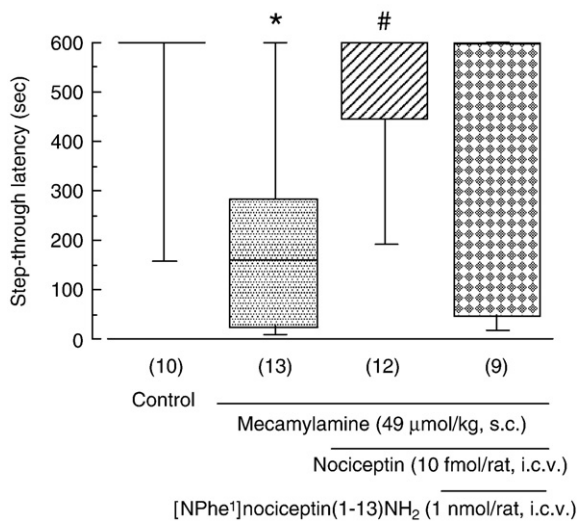 * #
Step-through latency (sec)
600
500
400
300
200
100
0
(10) (13) (12) (9)
Control
Mecamylamine (49 μmol/kg, s.c.)
Nociceptin (10 fmol/rat, i.c.v.)
[NPhe¹]nociceptin(1-13)NH₂ (1 nmol/rat, i.c.v.)